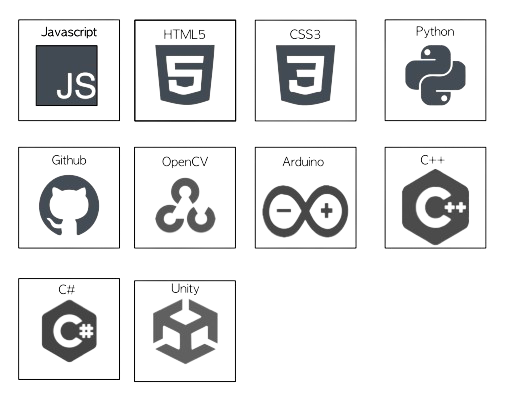 Javascript
JS
HTML5
5
CSS3
3
Python
Github
OpenCV
Arduino
C++
C++
C#
C#
Unity